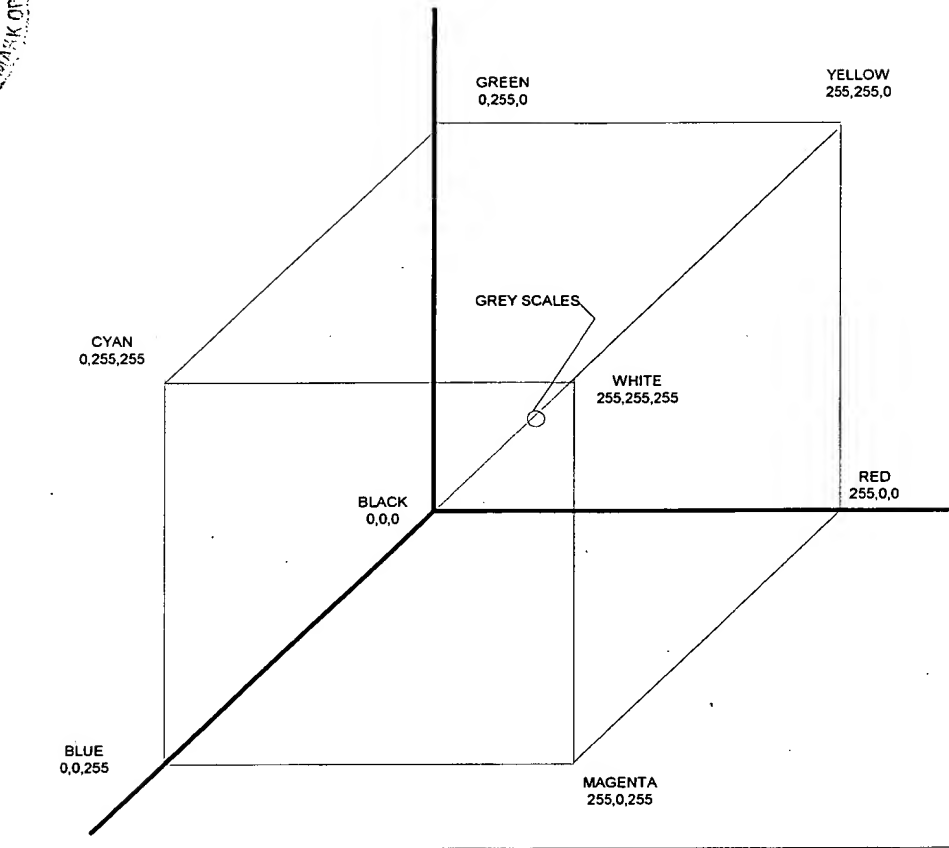 GREEN
0,255,0
YELLOW
255,255,0
GREY SCALES
CYAN
0,255,255
WHITE
255,255,255
BLACK
0,0,0
RED
255,0,0
BLUE
0,0,255
MAGENTA
255,0,255